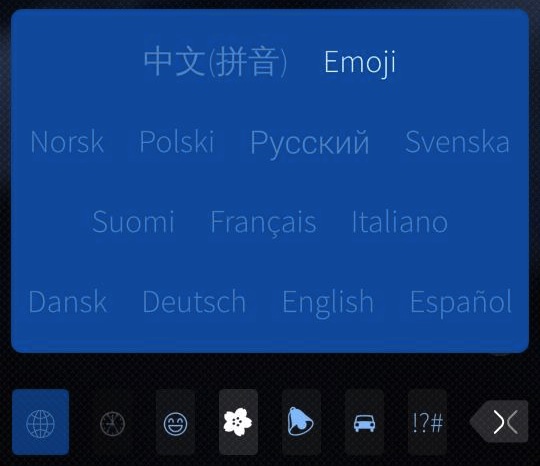 中文(拼音) Emoji
Norsk Polski Русский Svenska
Suomi Français Italiano
Dansk Deutsch English Español
!?#